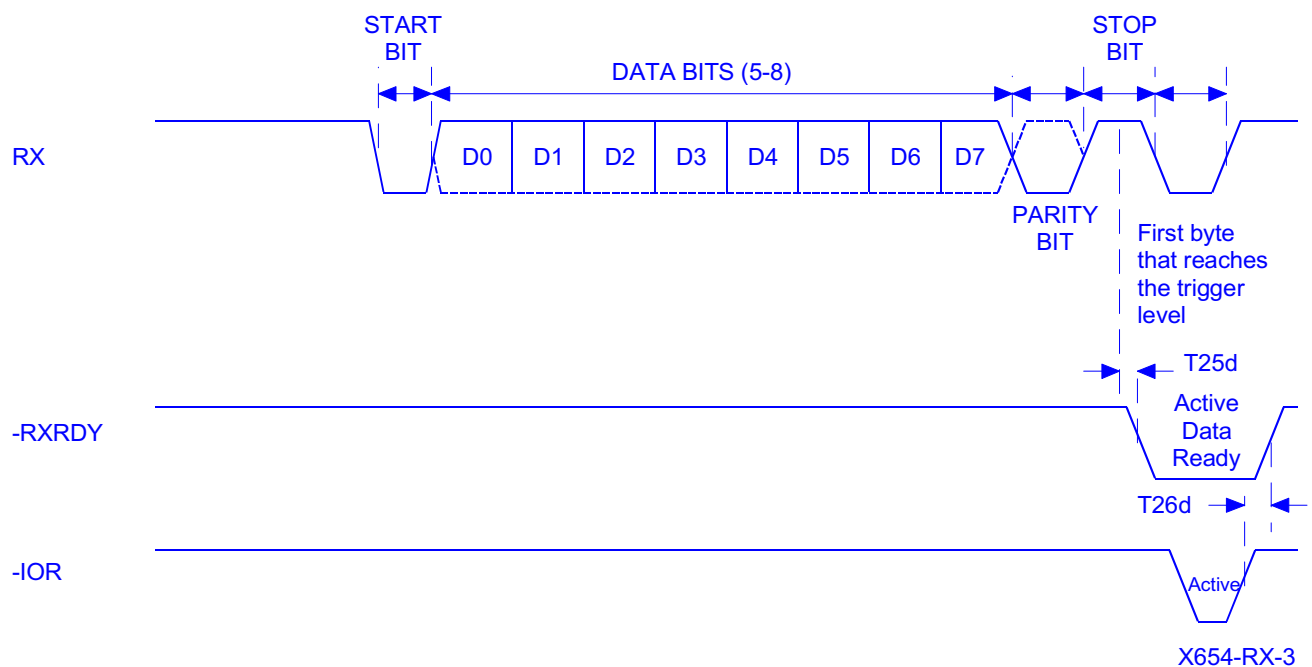 START
BIT
STOP
BIT
DATA BITS (5-8)
RX
D0 D1 D2 D3 D4 D5 D6 D7
PARITY
BIT
First byte
that reaches
the trigger
level
T25d
-RXRDY
Active
Data
Ready
T26d
-IOR
Active
X654-RX-3